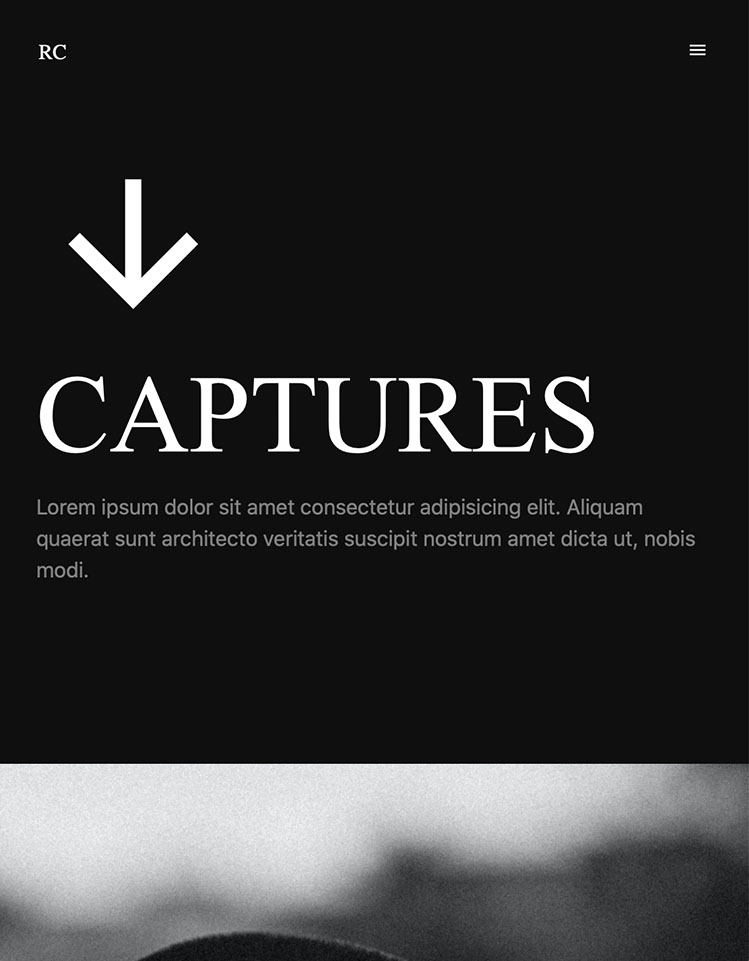 RC
CAPTURES
Lorem ipsum dolor sit amet consectetur adipisicing elit. Aliquam
quaerat sunt architecto veritatis suscipit nostrum amet dicta ut, nobis
modi.